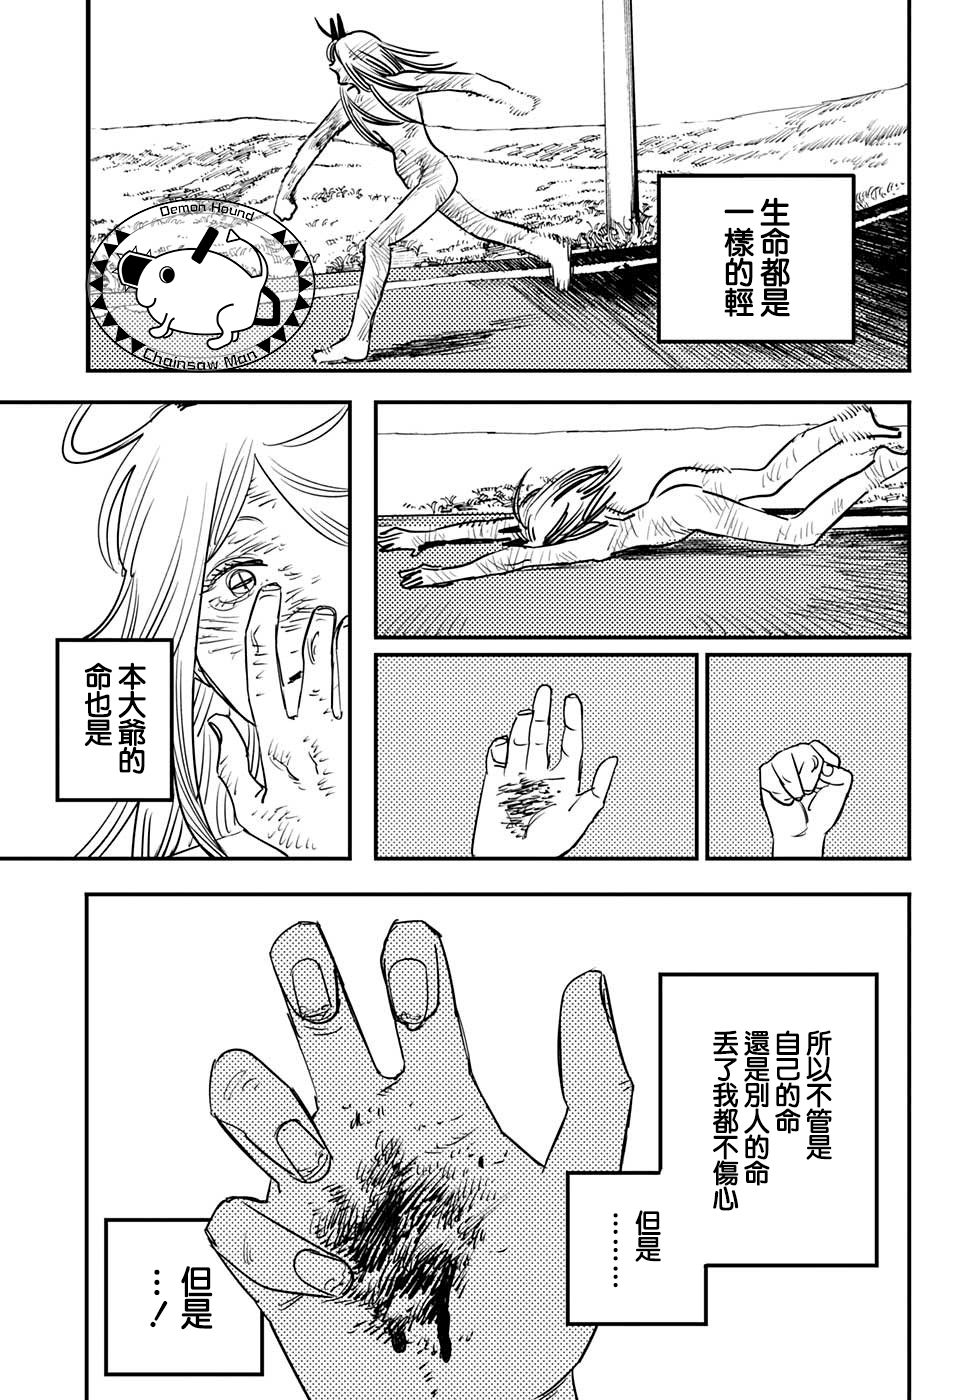 生命都是
一樣的輕
Demon Hound
Chainsaw Man
本大爺的
命也是
所以不管是
自己的命
還是別人的命
丟了我都不傷心
但是
………
但是
…！